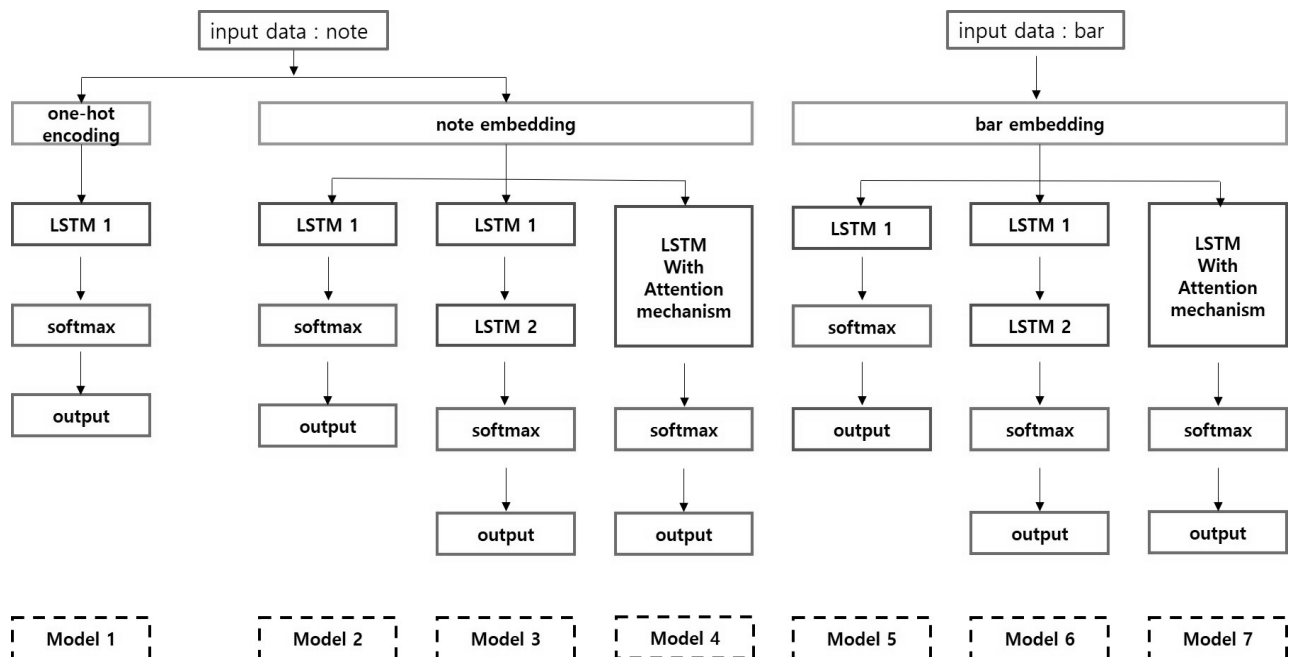 input data : note
input data : bar
one-hot
encoding
note embedding
bar embedding
LSTM 1
LSTM 1
LSTM 1
LSTM
With
Attention
mechanism
LSTM 1
LSTM 1
LSTM
With
Attention
mechanism
softmax
softmax
LSTM 2
softmax
LSTM 2
output
output
softmax
softmax
output
softmax
softmax
output
output
output
output
Model 1
Model 2
Model 3
Model 4
Model 5
Model 6
Model 7